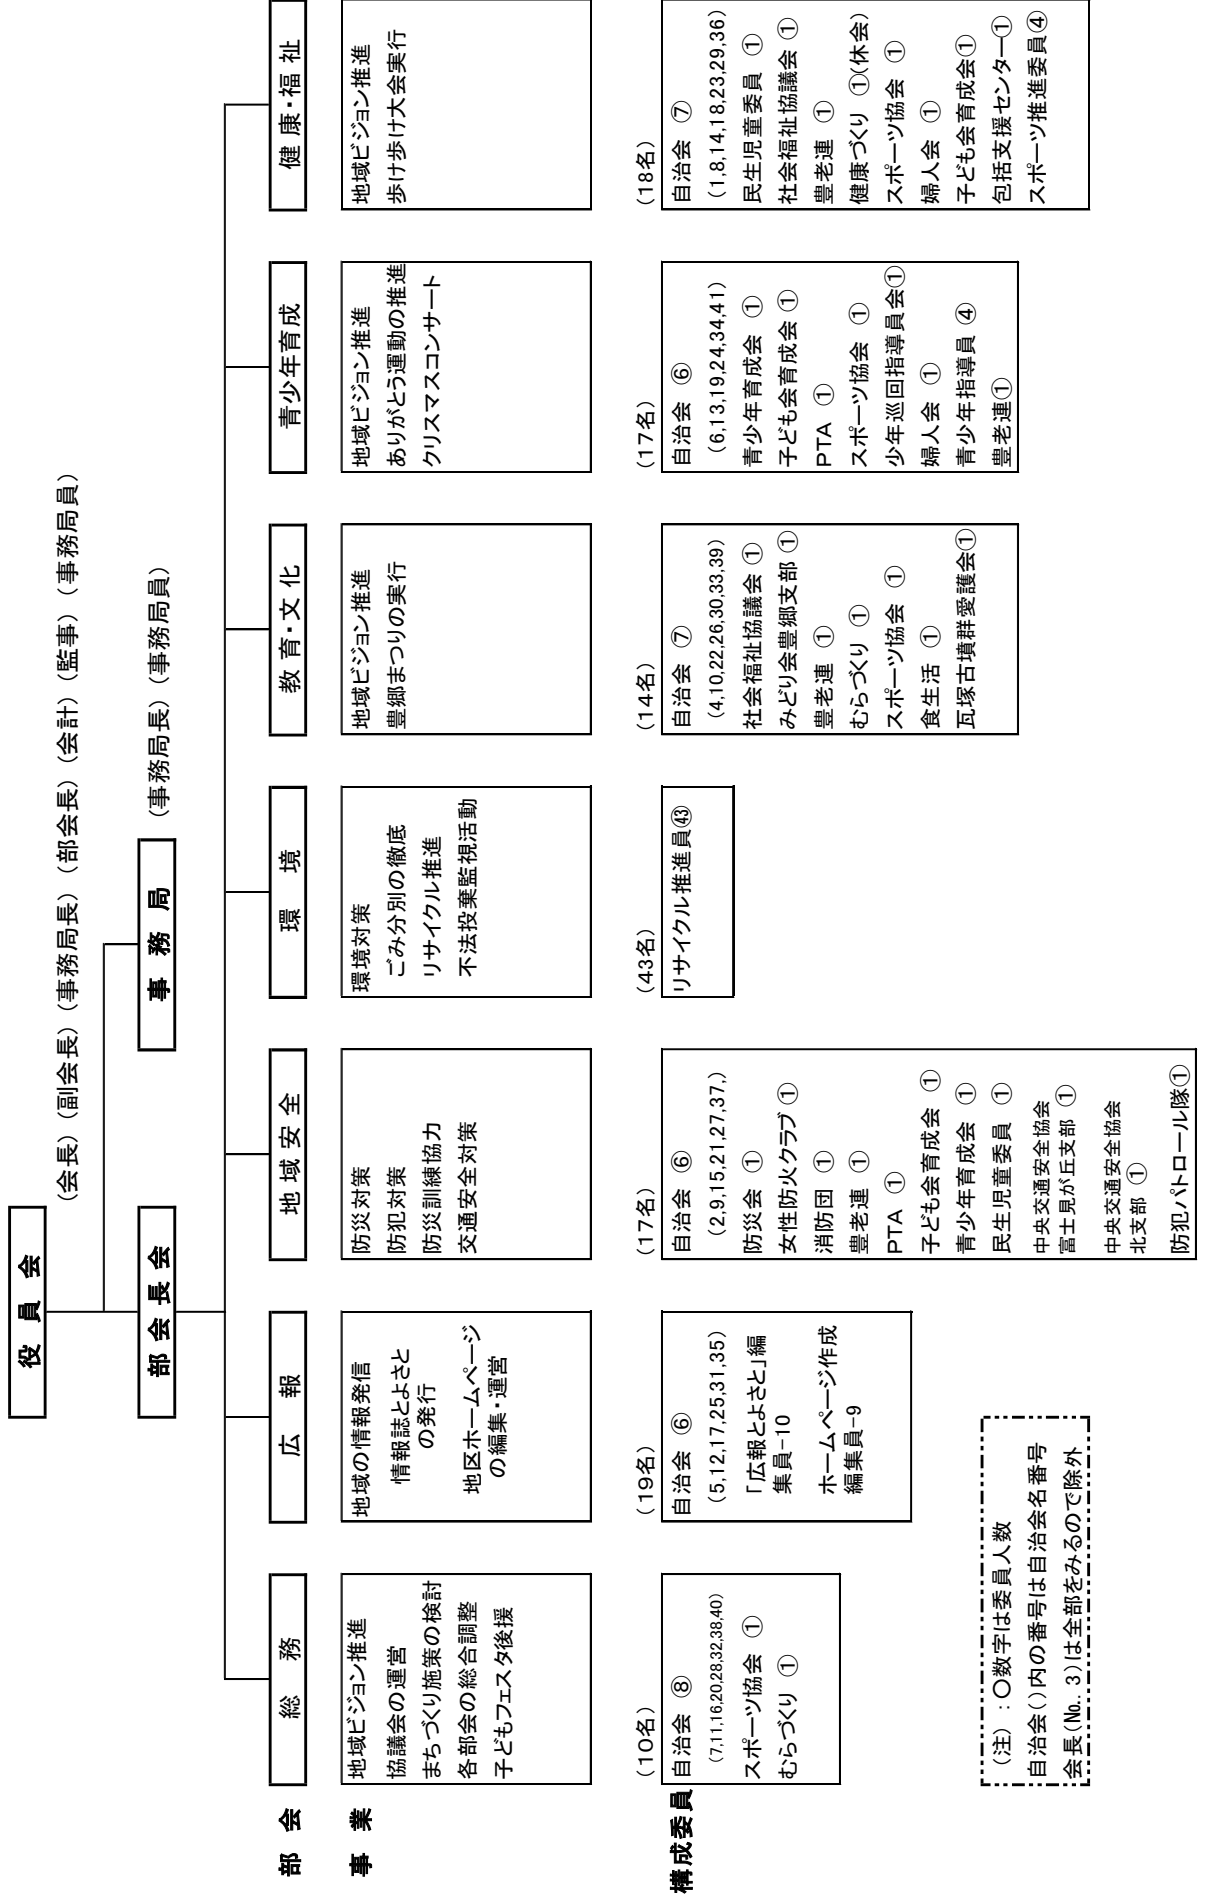 役 員 会
(会長)(副会長)(事務局長)(部会長)(会計)(監事)(事務局員)
部 会 長 会
事 務 局
(事務局長)(事務局員)
部 会
総 務
広 報
地 域 安 全
環 境
教 育・文 化
青 少 年 育 成
健 康・福 祉
事 業
地域ビジョン推進
協議会の運営
まちづくり施策の検討
各部会の総合調整
子どもフェスタ後援
地域の情報発信
情報誌とよさと
の発行
地区ホームページ
の編集・運営
防災対策
防犯対策
防災訓練協力
交通安全対策
環境対策
ごみ分別の徹底
リサイクル推進
不法投棄監視活動
地域ビジョン推進
豊郷まつりの実行
地域ビジョン推進
ありがとう運動の推進
クリスマスコンサート
地域ビジョン推進
歩け歩け大会実行
構成委員
(10名)
自治会 ⑧
(7,11,16,20,28,32,38,40)
スポーツ協会 ①
むらづくり ①
(19名)
自治会 ⑥
(5,12,17,25,31,35)
「広報とよさと」編
集員-10
ホームページ作成
編集員-9
(17名)
自治会 ⑥
(2,9,15,21,27,37,)
防災会 ①
女性防火クラブ ①
消防団 ①
豊老連 ①
PTA ①
子ども会育成会 ①
青少年育成会 ①
民生児童委員 ①
中央交通安全協会
富士見が丘支部 ①
中央交通安全協会
北支部 ①
防犯パトロール隊①
(43名)
リサイクル推進員㊸
(14名)
自治会 ⑦
(4,10,22,26,30,33,39)
社会福祉協議会 ①
みどり会豊郷支部 ①
豊老連 ①
むらづくり ①
スポーツ協会 ①
食生活 ①
瓦塚古墳群愛護会①
(17名)
自治会 ⑥
(6,13,19,24,34,41)
青少年育成会 ①
子ども会育成会 ①
PTA ①
スポーツ協会 ①
少年巡回指導員会①
婦人会 ①
青少年指導員 ④
豊老連①
(18名)
自治会 ⑦
(1,8,14,18,23,29,36)
民生児童委員 ①
社会福祉協議会 ①
豊老連 ①
健康づくり ①(休会)
スポーツ協会 ①
婦人会 ①
子ども会育成会①
包括支援センター①
スポーツ推進委員④
(注) :○数字は委員人数
自治会()内の番号は自治会名番号
会長(No. 3)は全部をみるので除外